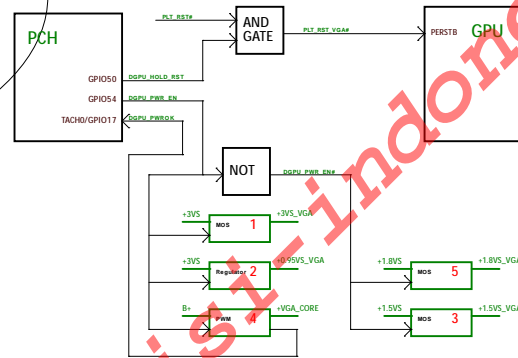 PLT_RST#
AND
GATE
PCH
PLT_RST_VGA#
PERSTB
GPU
GPIO50
DGPU_HOLD_RST
GPIO54
DGPU_PWR_EN
TACH0/GPIO17
DGPU_PWROK
NOT
DGPU_PWR_EN#
+3VS
MOS
1
+3VS_VGA
+3VS
Regulator
2
+0.95VS_VGA
+1.8VS
MOS
5
+1.8VS_VGA
B+
PWM
4
+VGA_CORE
+1.5VS
MOS
3
+1.5VS_VGA
isi-indone